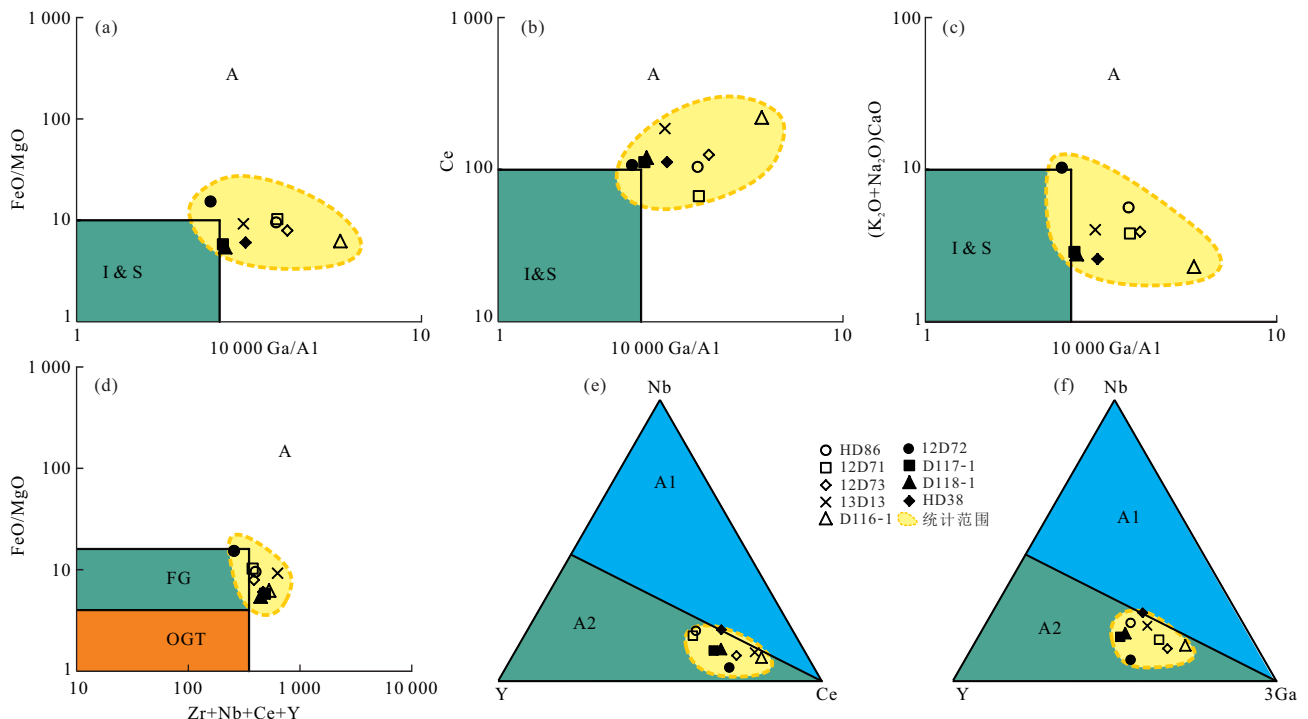 (a)
1 000
100
10
1
FeO/MgO
A
I & S
1
10
10 000 Ga/A1
(b)
1 000
100
10
Ce
A
I&S
1
10
10 000 Ga/A1
(c)
100
10
1
(K₂O+Na₂O)CaO
A
I & S
1
10
10 000 Ga/A1
(d)
1 000
100
10
1
FeO/MgO
A
FG
OGT
10
100
1 000
10 000
Zr+Nb+Ce+Y
(e)
Nb
A1
A2
Y
Ce
HD86
12D71
12D73
13D13
D116-1
12D72
D117-1
D118-1
HD38
统计范围
(f)
Nb
A1
A2
Y
3Ga